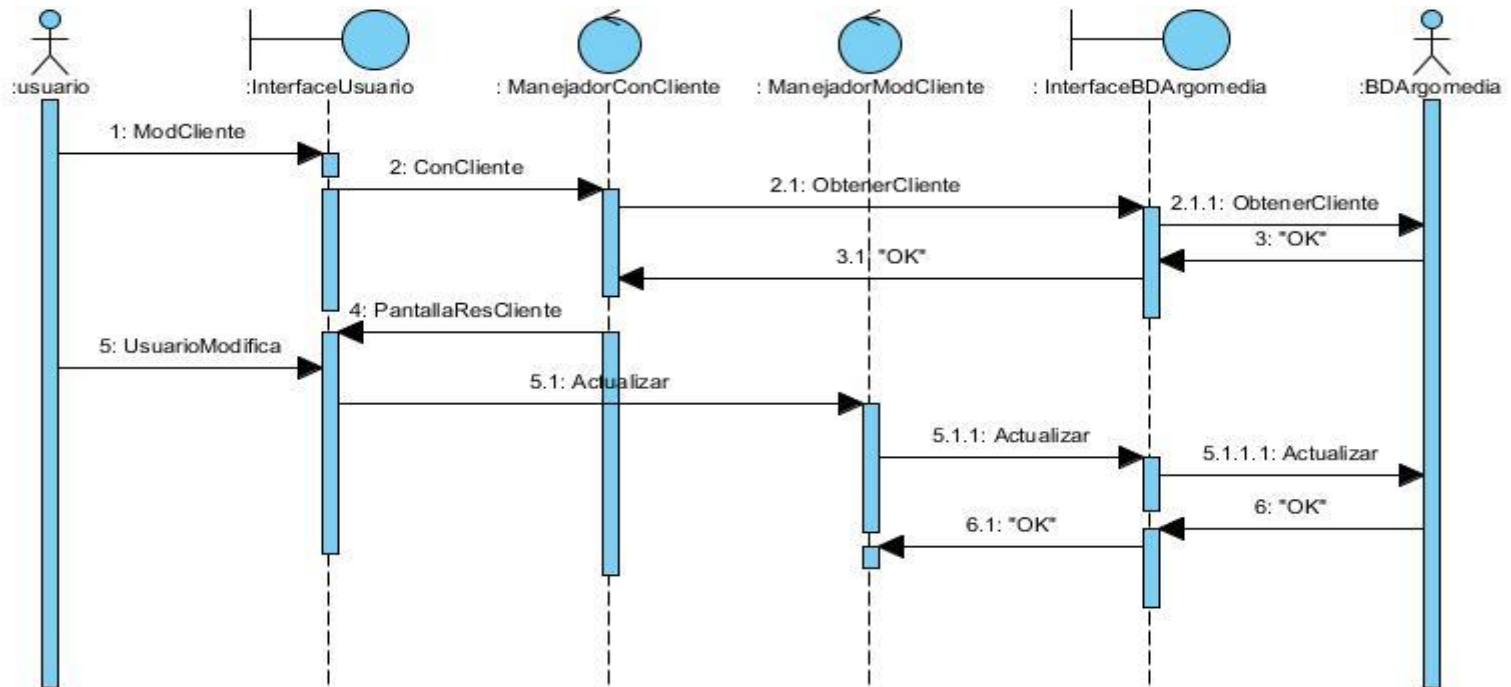 :usuario
:InterfaceUsuario
: ManejadorConCliente
: ManejadorModCliente
: InterfaceBDArgomedia
:BDArgomedia
1: ModCliente
2: ConCliente
2.1: ObtenerCliente
2.1.1: ObtenerCliente
3: "OK"
3.1: "OK"
4: PantallaResCliente
5: UsuarioModifica
5.1: Actualizar
5.1.1: Actualizar
5.1.1.1: Actualizar
6: "OK"
6.1: "OK"